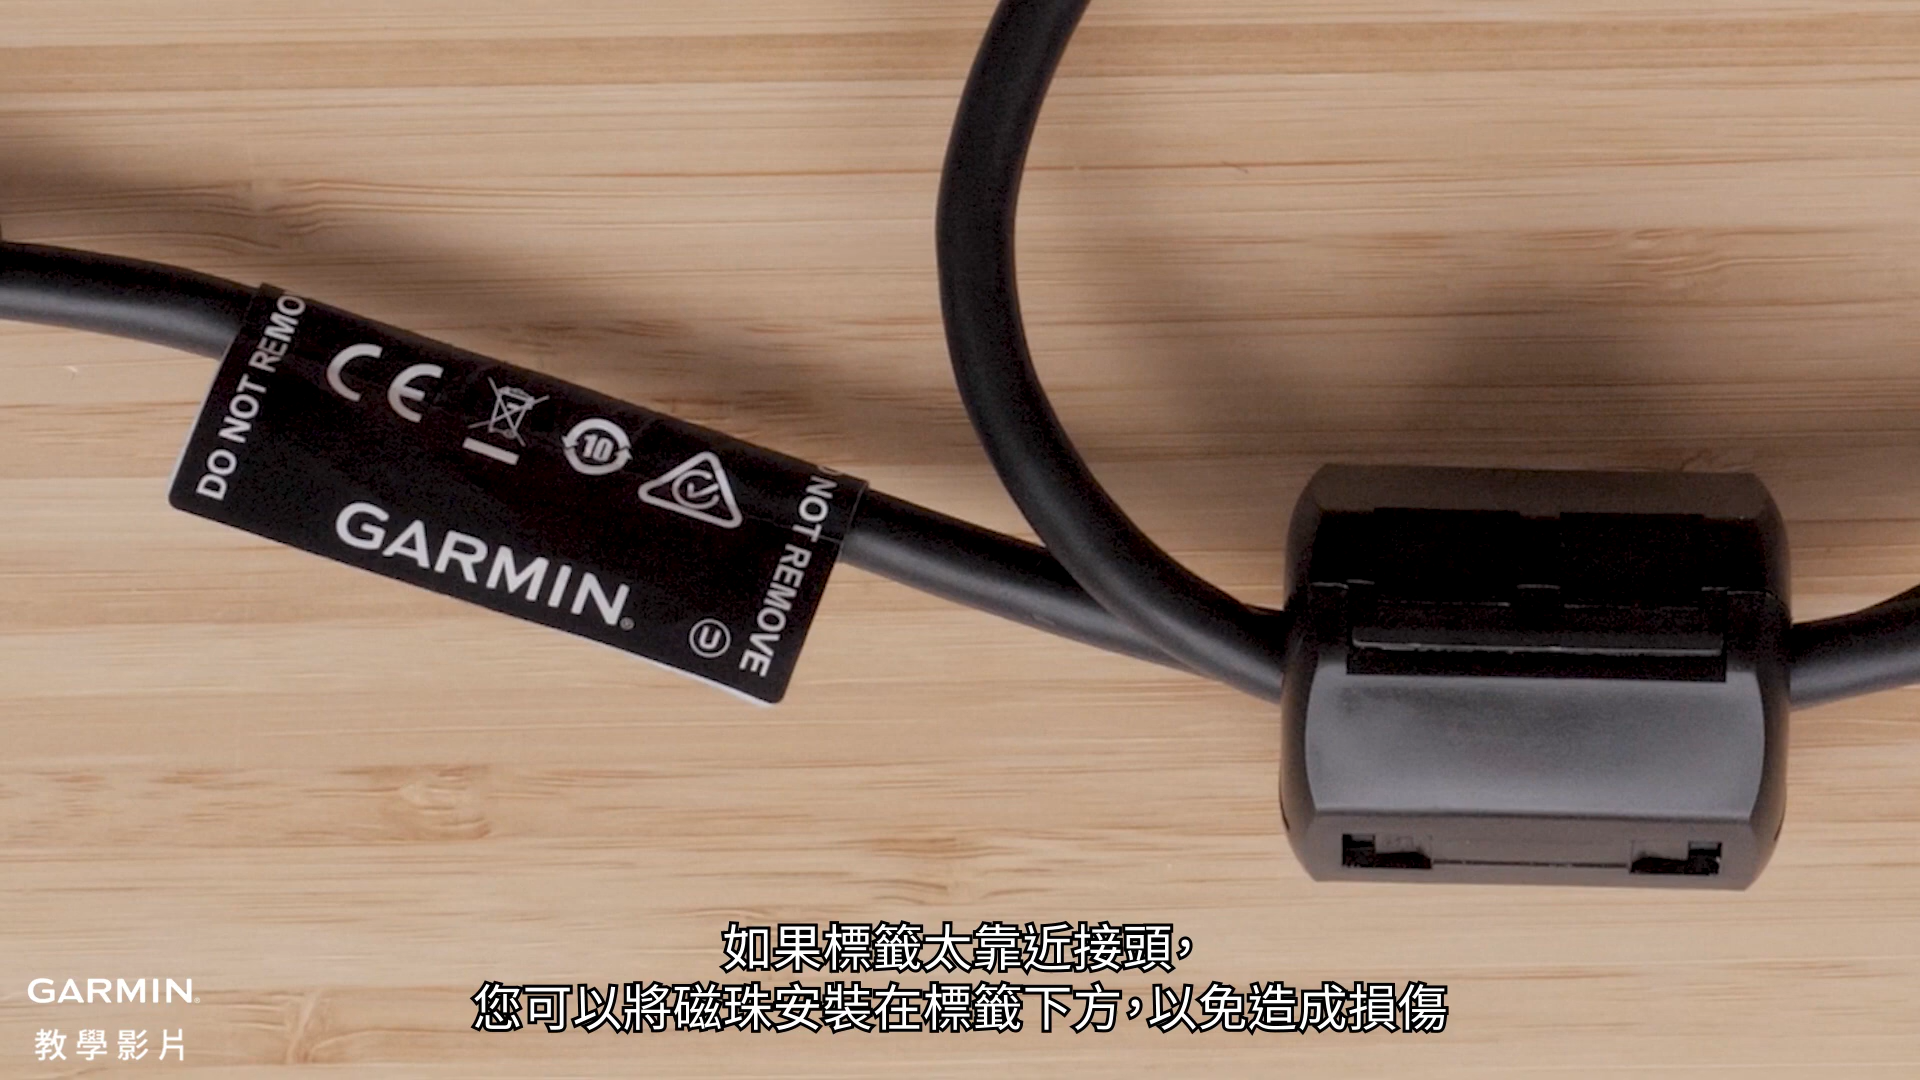 DO NOT REMO
CE
10
GARMIN®
U
NOT REMOVE
如果標籤太靠近接頭,
您可以將磁珠安裝在標籤下方,以免造成損傷
GARMIN®
教學影片